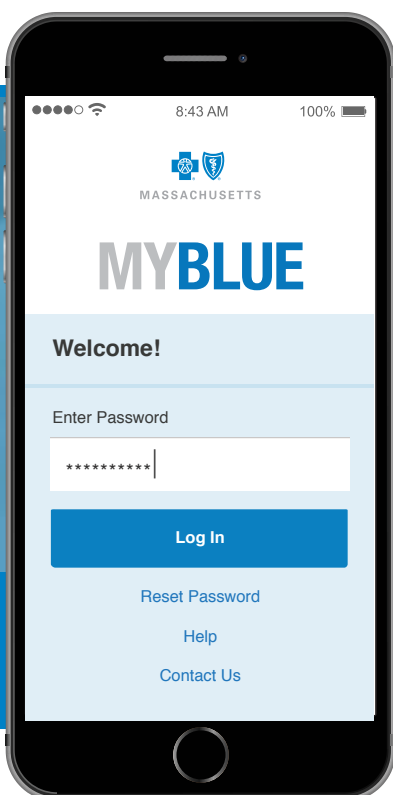 8:43 AM 100%
MASSACHUSETTS
MYBLUE
Welcome!
Enter Password
**********
Log In
Reset Password
Help
Contact Us